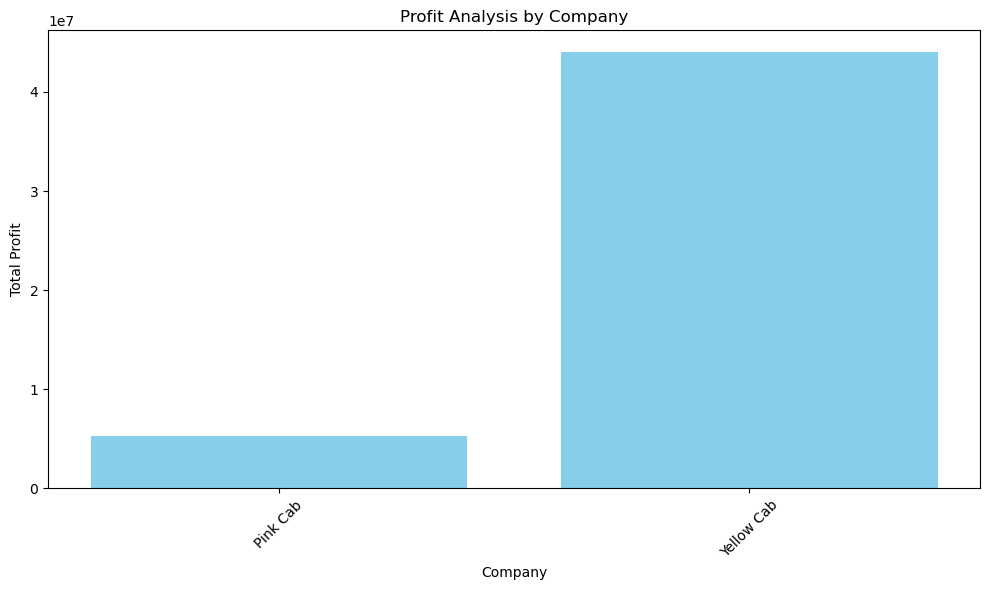 Profit Analysis by Company
1e7
4
3
2
1
0
Total Profit
Pink Cab
Yellow Cab
Company